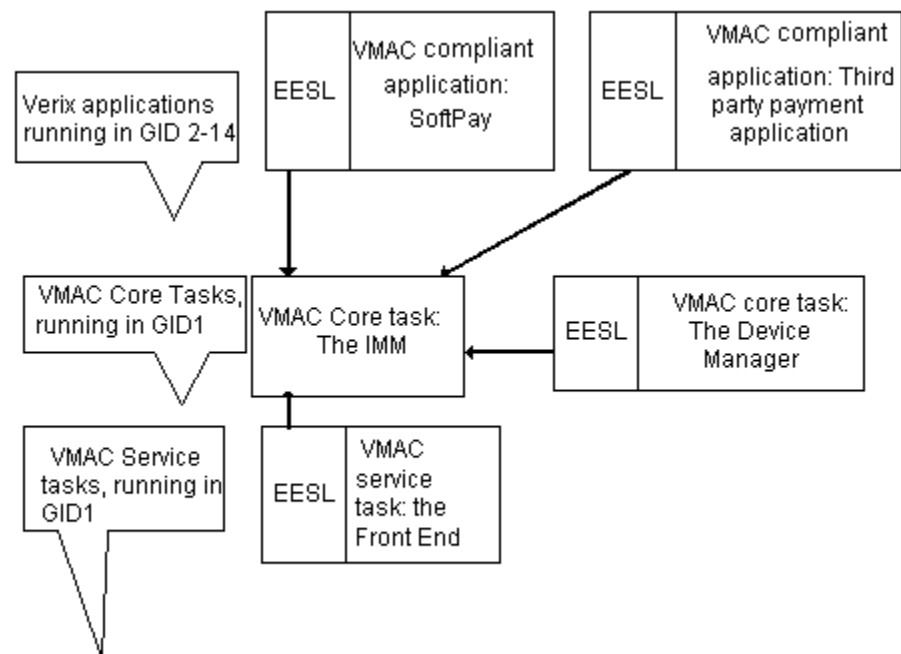 VMAC compliant
application:
SoftPay
EESL
VMAC compliant
application: Third
party payment
application
EESL
Verix applications
running in GID 2-14
VMAC Core Tasks,
running in GID1
VMAC Core task:
The IMM
EESL
VMAC core task:
The Device
Manager
VMAC Service
tasks, running in
GID1
EESL
VMAC
service
task: the
Front End